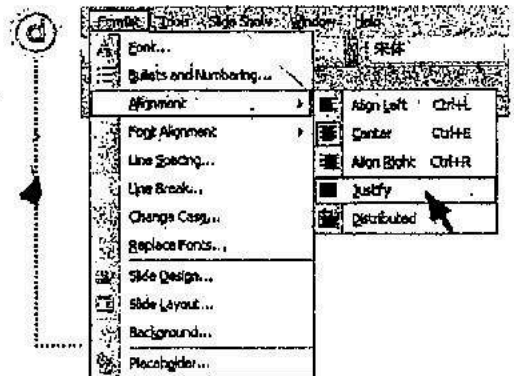 d
Format Tools Slide Show Window Help
Font...
宋体
Bullets and Numbering...
Alignment
Align Left Ctrl+L
Font Alignment
Center Ctrl+E
Line Spacing...
Align Right Ctrl+R
Line Break...
Justify
Change Case...
Distributed
Replace Fonts...
Slide Design...
Slide Layout...
Background...
Placeholder...